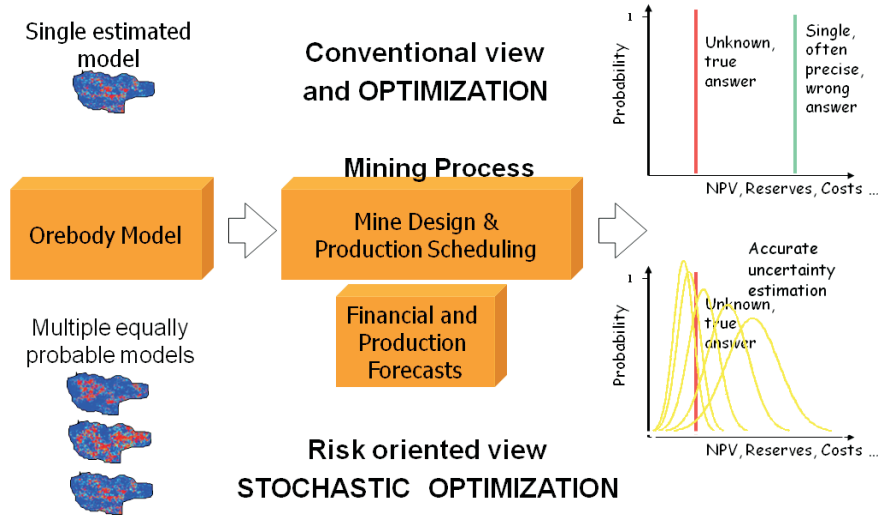 Single estimated
model
Conventional view
and OPTIMIZATION
Probability
1
Unknown,
true
answer
Single,
often
precise,
wrong
answer
NPV, Reserves, Costs ...
Orebody Model
Mining Process
Mine Design &
Production Scheduling
Financial and
Production
Forecasts
Multiple equally
probable models
Risk oriented view
STOCHASTIC OPTIMIZATION
Probability
1
Accurate
uncertainty
estimation
Unknown,
true
answer
NPV, Reserves, Costs ...